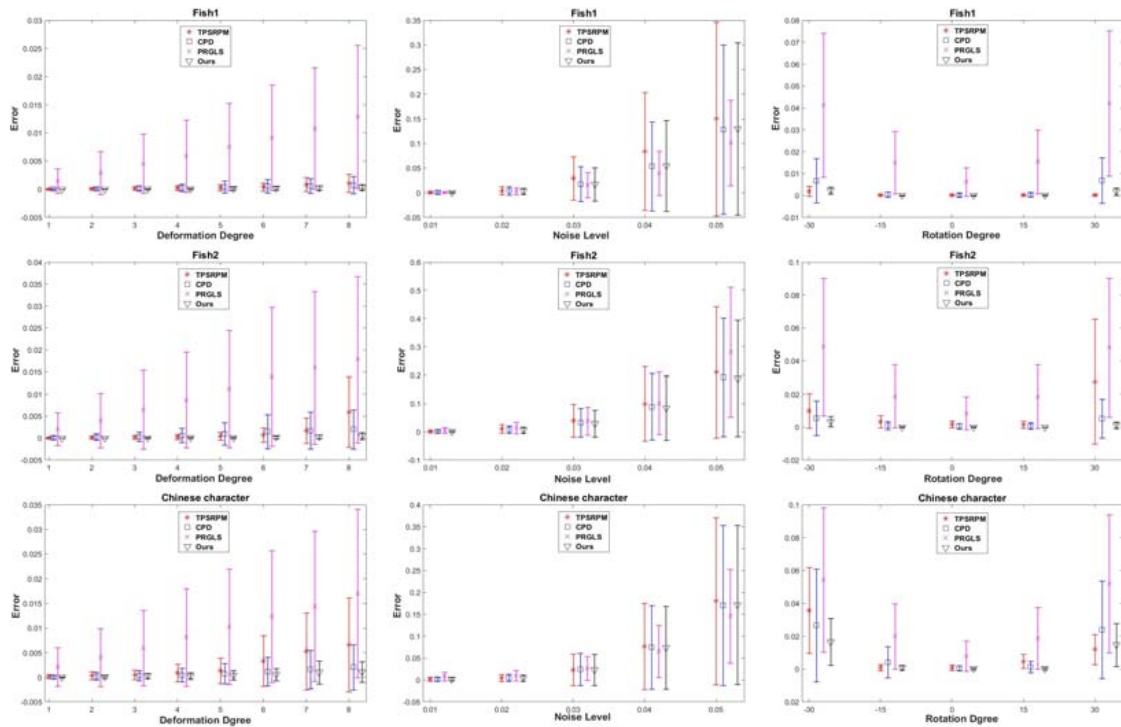 Fish1
0.03
0.025
0.02
0.015
0.01
0.005
0
-0.005
Error
TPSRPM
CPD
PRGLS
Ours
1 2 3 4 5 6 7 8
Deformation Degree
Fish1
0.35
0.3
0.25
0.2
0.15
0.1
0.05
0
-0.05
Error
TPSRPM
CPD
PRGLS
Ours
0.01 0.02 0.03 0.04 0.05
Noise Level
Fish1
0.08
0.07
0.06
0.05
0.04
0.03
0.02
0.01
0
-0.01
Error
TPSRPM
CPD
PRGLS
Ours
-30 -15 0 15 30
Rotation Degree
Fish2
0.04
0.035
0.03
0.025
0.02
0.015
0.01
0.005
0
-0.005
Error
TPSRPM
CPD
PRGLS
Ours
1 2 3 4 5 6 7 8
Deformation Degree
Fish2
0.6
0.5
0.4
0.3
0.2
0.1
0
-0.1
Error
TPSRPM
CPD
PRGLS
Ours
0.01 0.02 0.03 0.04 0.05
Noise Level
Fish2
0.1
0.08
0.06
0.04
0.02
0
-0.02
Error
TPSRPM
CPD
PRGLS
Ours
-30 -15 0 15 30
Rotation Degree
Chinese character
0.035
0.03
0.025
0.02
0.015
0.01
0.005
0
-0.005
Error
TPSRPM
CPD
PRGLS
Ours
1 2 3 4 5 6 7 8
Deformation Dgree
Chinese character
0.4
0.35
0.3
0.25
0.2
0.15
0.1
0.05
0
-0.05
Error
TPSRPM
CPD
PRGLS
Ours
0.01 0.02 0.03 0.04 0.05
Noise Level
Chinese character
0.1
0.08
0.06
0.04
0.02
0
0.02
Error
TPSRPM
CPD
PRGLS
Ours
-30 -15 0 15 30
Rotation Dgree